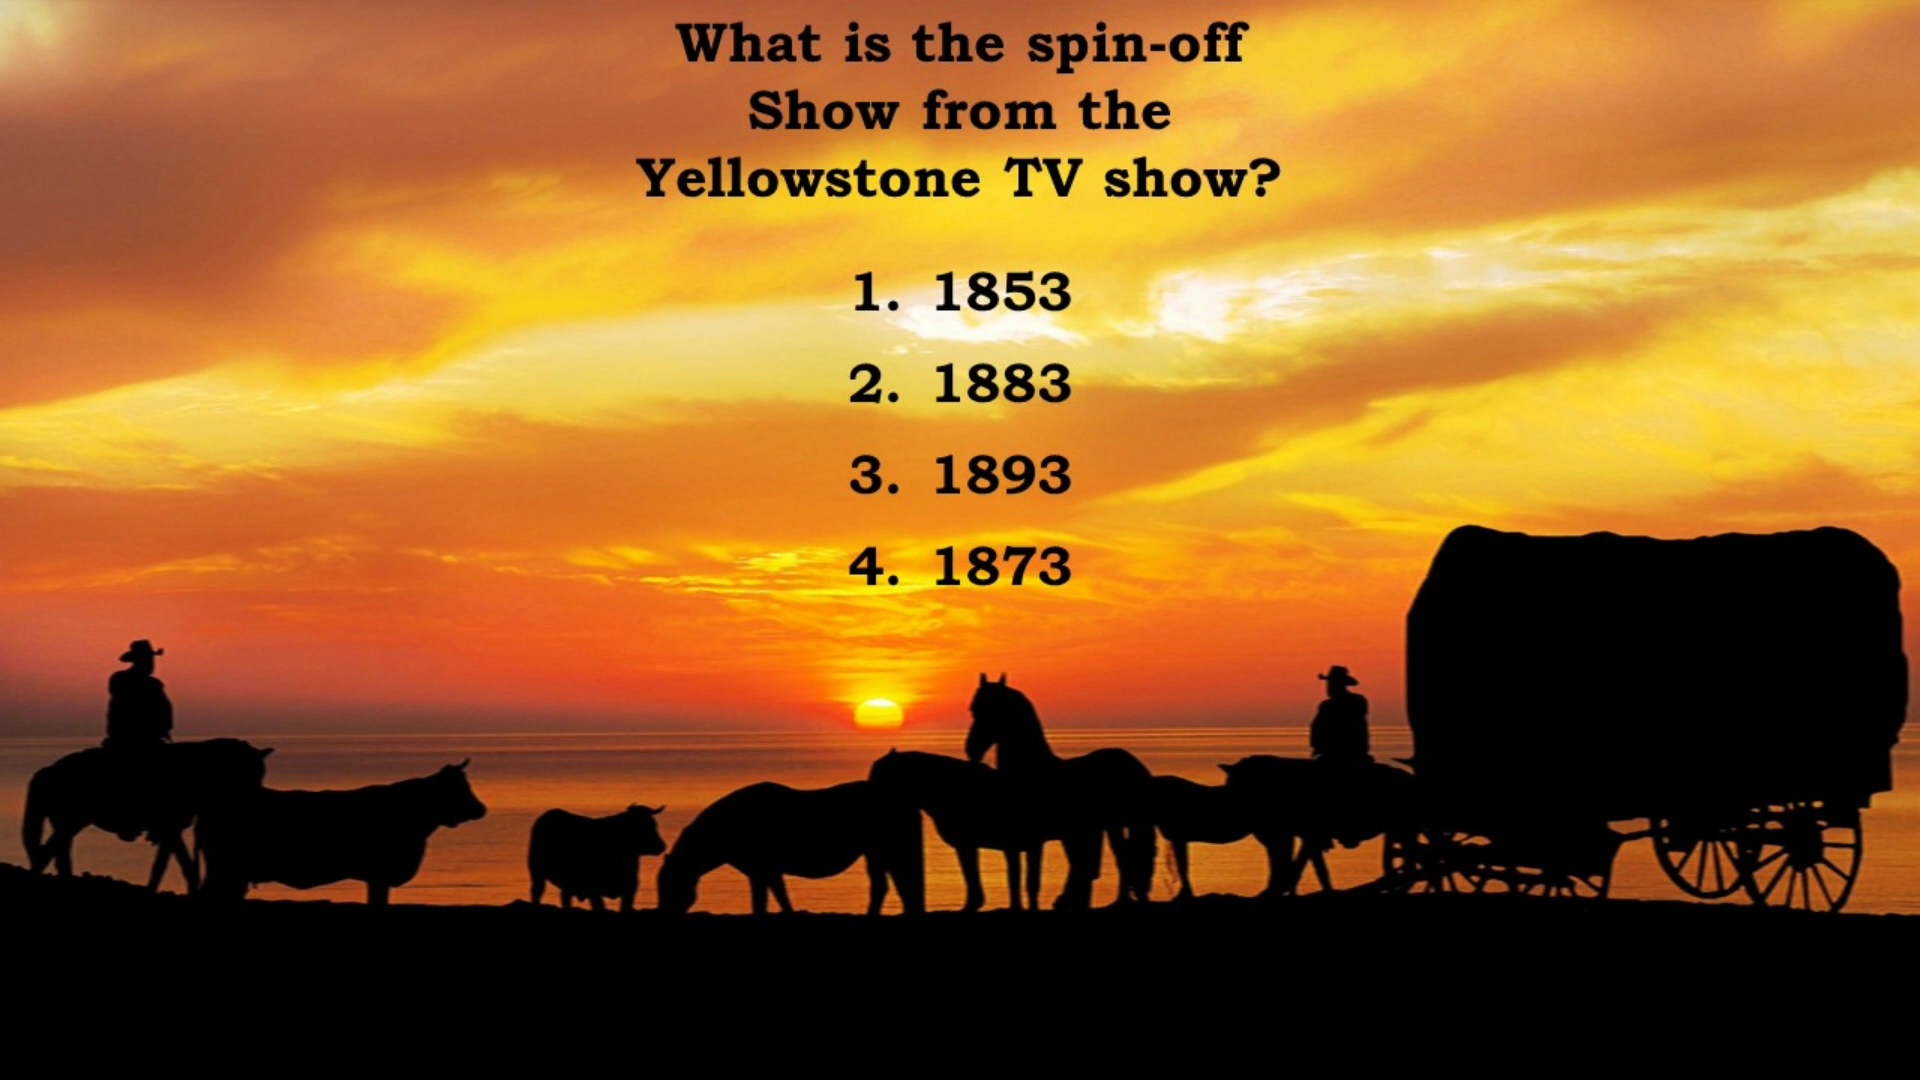 What is the spin-off
Show from the
Yellowstone TV show?
1. 1853
2. 1883
3. 1893
4. 1873